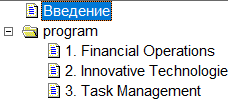 Введение
program
1. Financial Operations
2. Innovative Technologie
3. Task Management